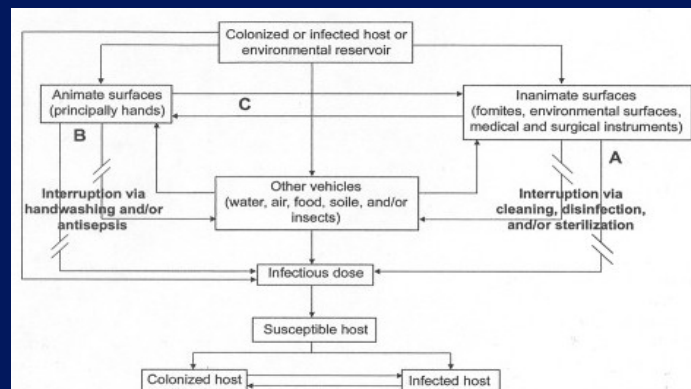 Colonized or infected host or
environmental reservoir
Animate surfaces
(principally hands)
C
Inanimate surfaces
(fomites, environmental surfaces,
medical and surgical instruments)
B
A
Interruption via
handwashing and/or
antisepsis
Other vehicles
(water, air, food, soile, and/or
insects)
Interruption via
cleaning, disinfection,
and/or sterilization
Infectious dose
Susceptible host
Colonized host
Infected host